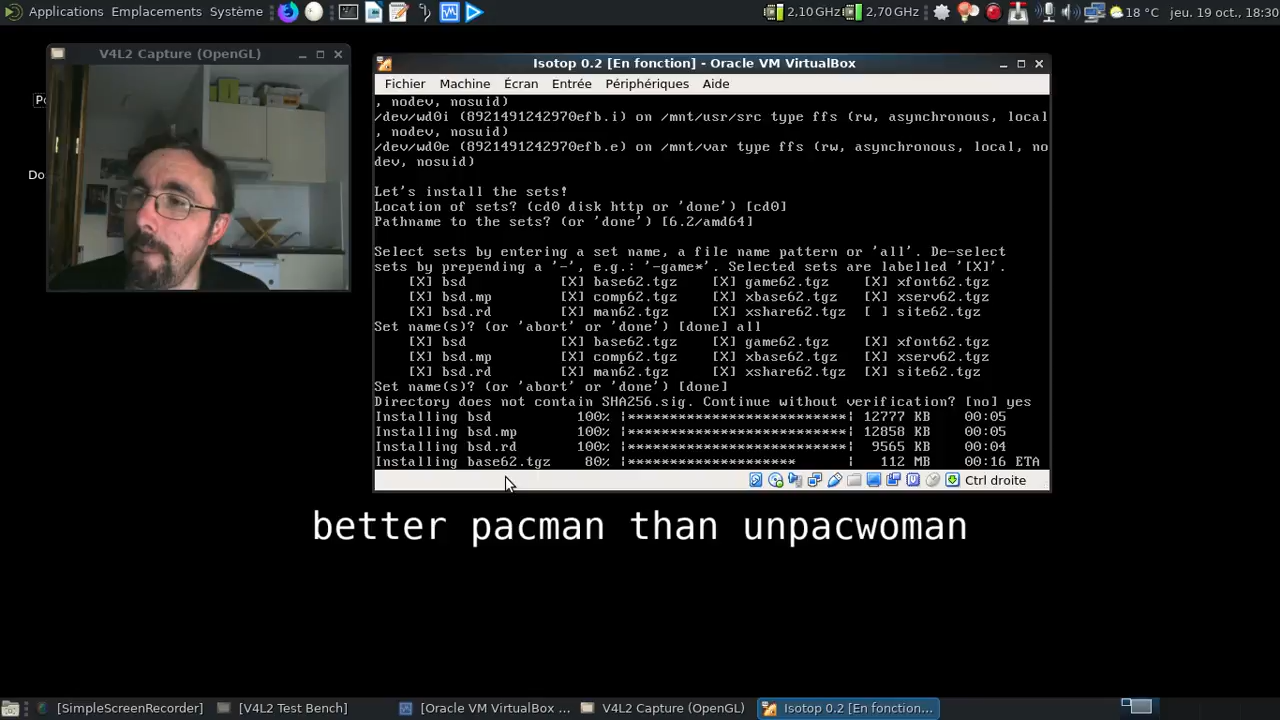 Applications Emplacements Système
2,10 GHz 2,70 GHz 18 °C jeu. 19 oct., 18:30
V4L2 Capture (OpenGL)
Isotop 0.2 [En fonction] - Oracle VM VirtualBox
Fichier Machine Écran Entrée Périphériques Aide
, nodev, nosuid)
/dev/wd0i (8921491242970efb.i) on /mnt/usr/src type ffs (rw, asynchronous, local
, nodev, nosuid)
/dev/wd0e (8921491242970efb.e) on /mnt/var type ffs (rw, asynchronous, local, no
dev, nosuid)
Let's install the sets!
Location of sets? (cd0 disk http or 'done') [cd0]
Pathname to the sets? (or 'done') [6.2/amd64]
Select sets by entering a set name, a file name pattern or 'all'. De-select
sets by prepending a '-', e.g.: '-game*'. Selected sets are labelled '[X]'.
[X] bsd [X] base62.tgz [X] game62.tgz [X] xfont62.tgz
[X] bsd.mp [X] comp62.tgz [X] xbase62.tgz [X] xserv62.tgz
[X] bsd.rd [X] man62.tgz [X] xshare62.tgz [ ] site62.tgz
Set name(s)? (or 'abort' or 'done') [done] all
[X] bsd [X] base62.tgz [X] game62.tgz [X] xfont62.tgz
[X] bsd.mp [X] comp62.tgz [X] xbase62.tgz [X] xserv62.tgz
[X] bsd.rd [X] man62.tgz [X] xshare62.tgz [X] site62.tgz
Set name(s)? (or 'abort' or 'done') [done]
Directory does not contain SHA256.sig. Continue without verification? [no] yes
Installing bsd 100% |**************************| 12777 KB 00:05
Installing bsd.mp 100% |**************************| 12858 KB 00:05
Installing bsd.rd 100% |**************************| 9565 KB 00:04
Installing base62.tgz 80% |******************** | 112 MB 00:16 ETA
Ctrl droite
Po
Do
better pacman than unpacwoman
[SimpleScreenRecorder] [V4L2 Test Bench] [Oracle VM VirtualBox ... V4L2 Capture (OpenGL) Isotop 0.2 [En fonction...